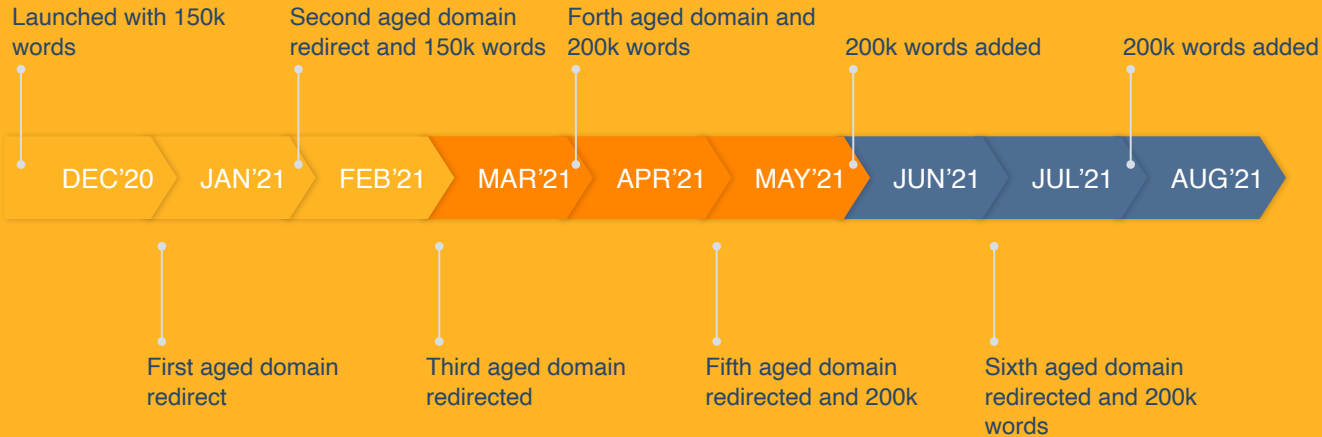 Launched with 150k
words
Second aged domain
redirect and 150k words
Forth aged domain and
200k words
200k words added
200k words added
DEC'20
JAN'21
FEB'21
MAR'21
APR'21
MAY'21
JUN'21
JUL'21
AUG'21
First aged domain
redirect
Third aged domain
redirected
Fifth aged domain
redirected and 200k
Sixth aged domain
redirected and 200k
words